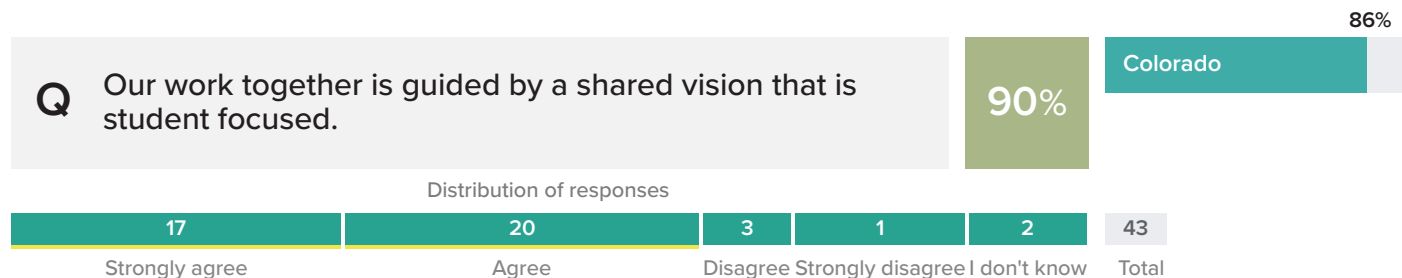 86%
Q
Our work together is guided by a shared vision that is
student focused.
90%
Colorado
Distribution of responses
17 20 3 1 2 43
Strongly agree Agree Disagree Strongly disagree I don't know Total